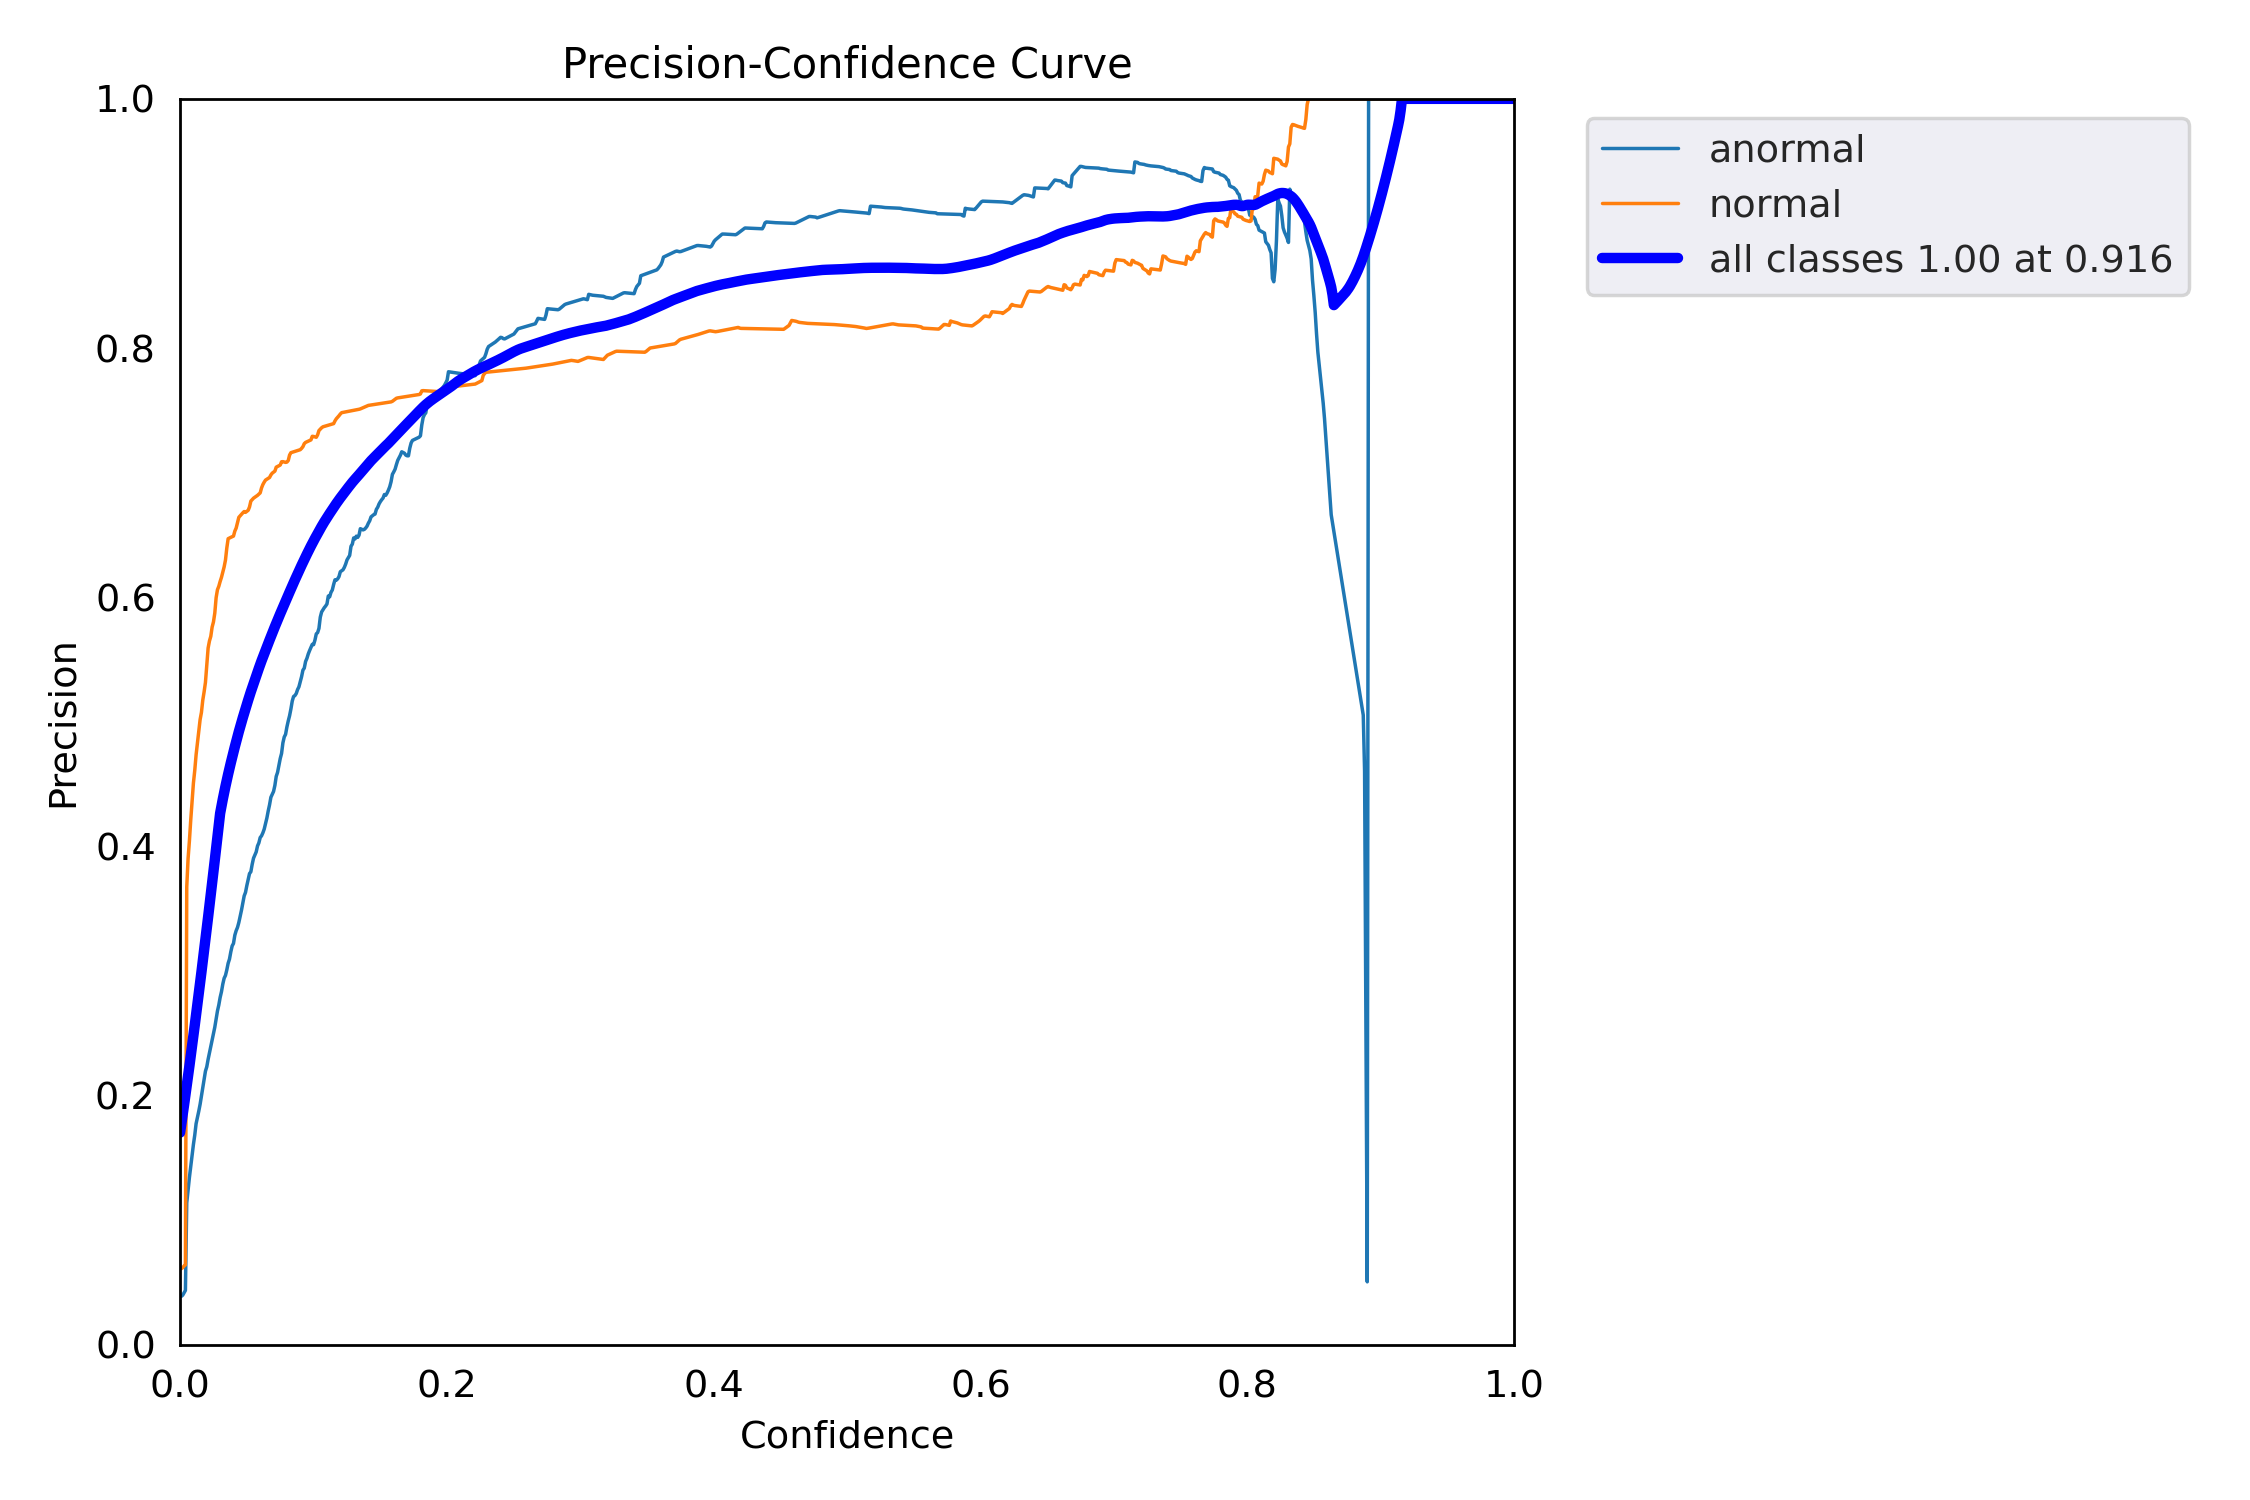 Precision-Confidence Curve
1.0
0.8
0.6
0.4
0.2
0.0
Precision
0.0 0.2 0.4 0.6 0.8 1.0
Confidence
anormal
normal
all classes 1.00 at 0.916